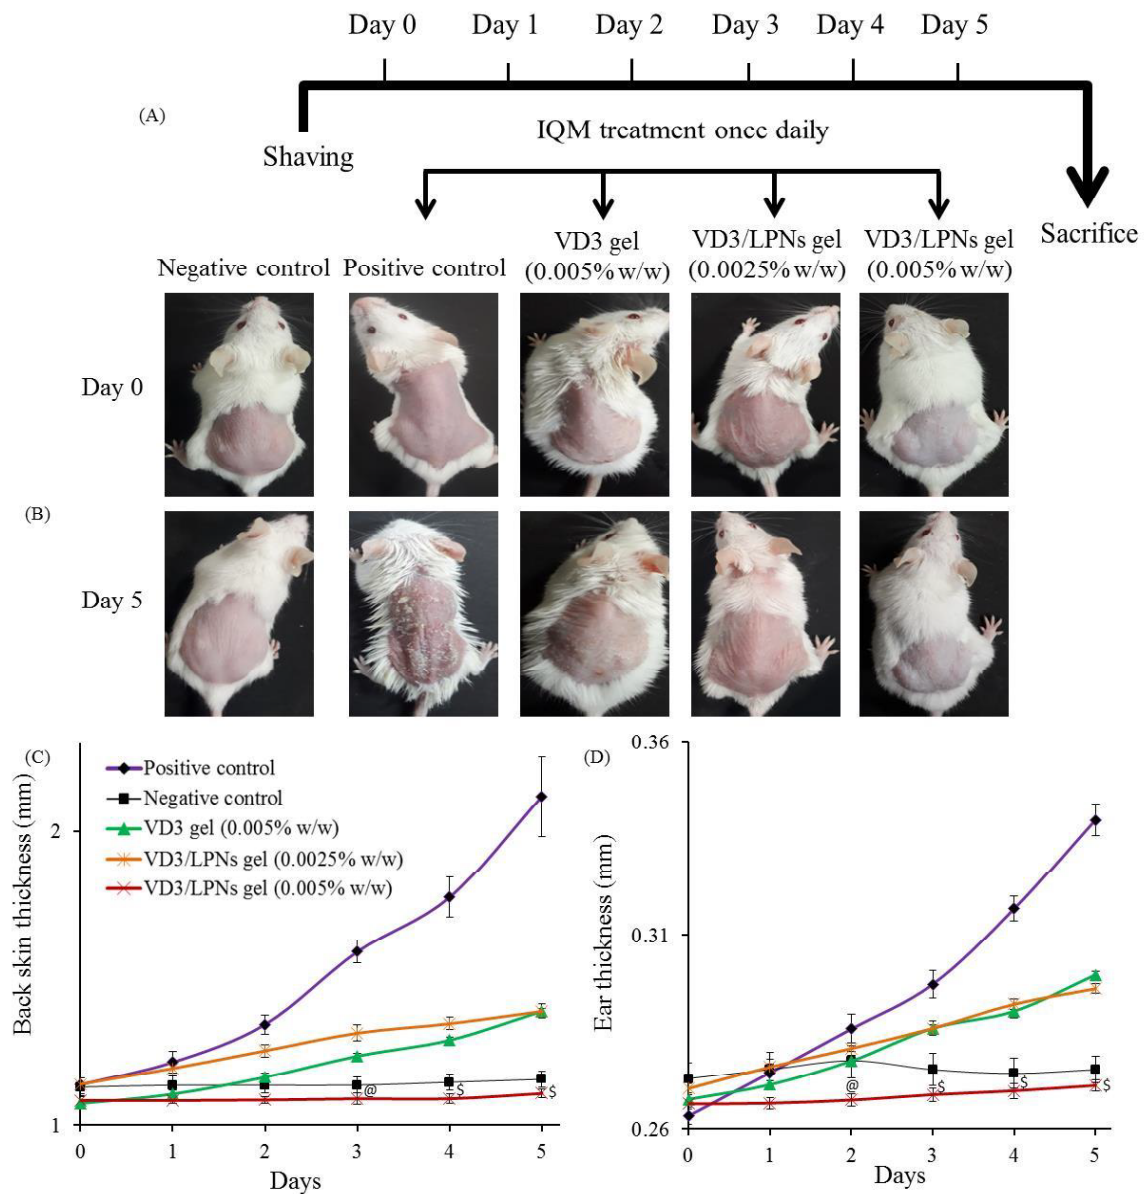 Day 0 Day 1 Day 2 Day 3 Day 4 Day 5
(A)
IQM treatment once daily
Shaving
Sacrifice
Negative control
Positive control
VD3 gel
(0.005% w/w)
VD3/LPNs gel
(0.0025% w/w)
VD3/LPNs gel
(0.005% w/w)
Day 0
(B)
Day 5
(C)
Back skin thickness (mm)
Positive control
Negative control
VD3 gel (0.005% w/w)
VD3/LPNs gel (0.0025% w/w)
VD3/LPNs gel (0.005% w/w)
2
1
@ $ $
0 1 2 3 4 5
Days
(D)
Ear thickness (mm)
0.36
0.31
0.26
@ $ $ $
0 1 2 3 4 5
Days